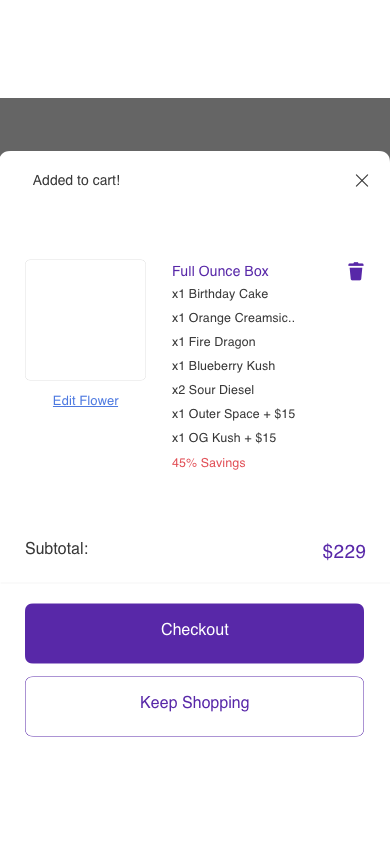 Added to cart!
Full Ounce Box
x1 Birthday Cake
x1 Orange Creamsic..
x1 Fire Dragon
x1 Blueberry Kush
x2 Sour Diesel
x1 Outer Space + $15
x1 OG Kush + $15
45% Savings
Edit Flower
Subtotal:
$229
Checkout
Keep Shopping